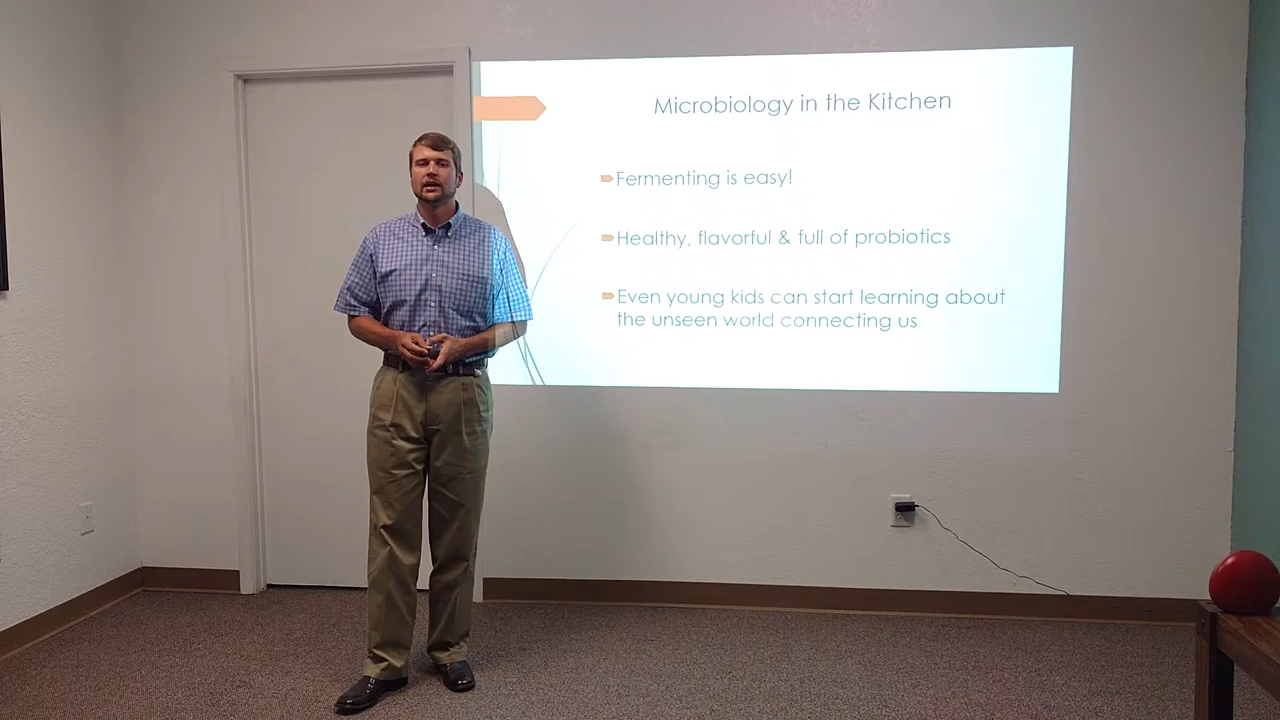 Microbiology in the Kitchen
Fermenting is easy!
Healthy, flavorful & full of probiotics
Even young kids can start learning about
the unseen world connecting us